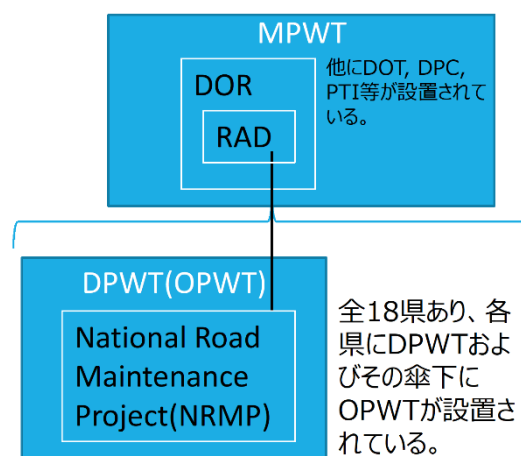 MPWT
DOR
RAD
他にDOT, DPC,
PTI等が設置されて
いる。
DPWT(OPWT)
National Road
Maintenance
Project(NRMP)
全18県あり、各
県にDPWTおよ
びその傘下に
OPWTが設置さ
れている。